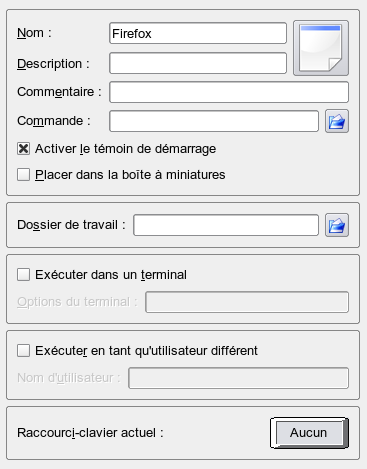 Nom : Firefox
Description :
Commentaire :
Commande :
Activer le témoin de démarrage
Placer dans la boîte à miniatures
Dossier de travail :
Exécuter dans un terminal
Options du terminal :
Exécuter en tant qu'utilisateur différent
Nom d'utilisateur :
Raccourci-clavier actuel : Aucun